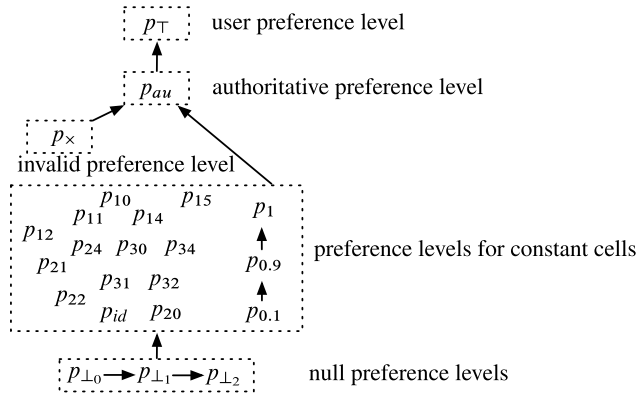 p⊤ user preference level
p_au authoritative preference level
p×
invalid preference level
p10 p15
p11 p14 p1
p12
p24 p30 p34 preference levels for constant cells
p21 p0.9
p31 p32
p22
p_id p20 p0.1
p⊥0 p⊥1 p⊥2 null preference levels